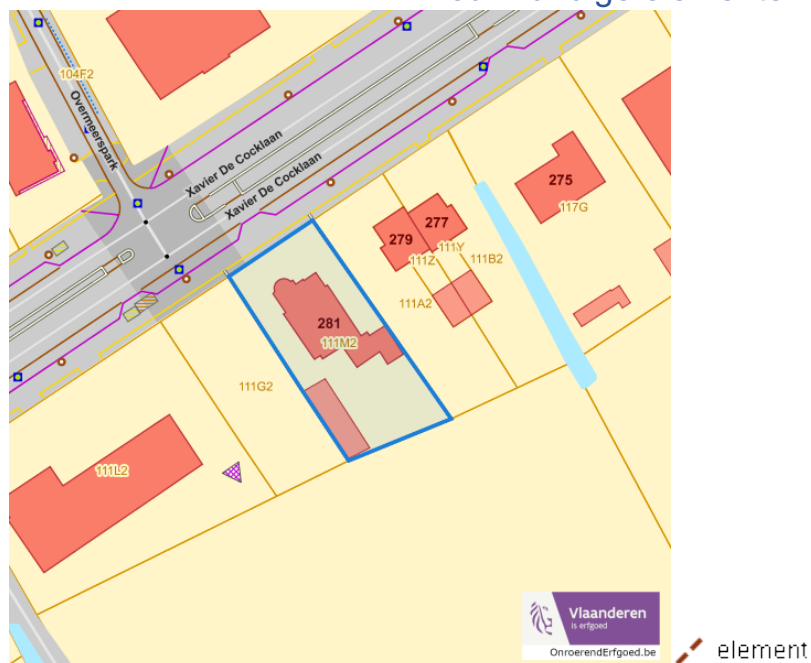 104F2
Overmeerspark
Xavier De Cocklaan
Xavier De Cocklaan
275
117G
277
279
111Y
111Z
111B2
111A2
281
111M2
111G2
111L2
Vlaanderen
is erfgoed
OnroerendErfgoed.be
element